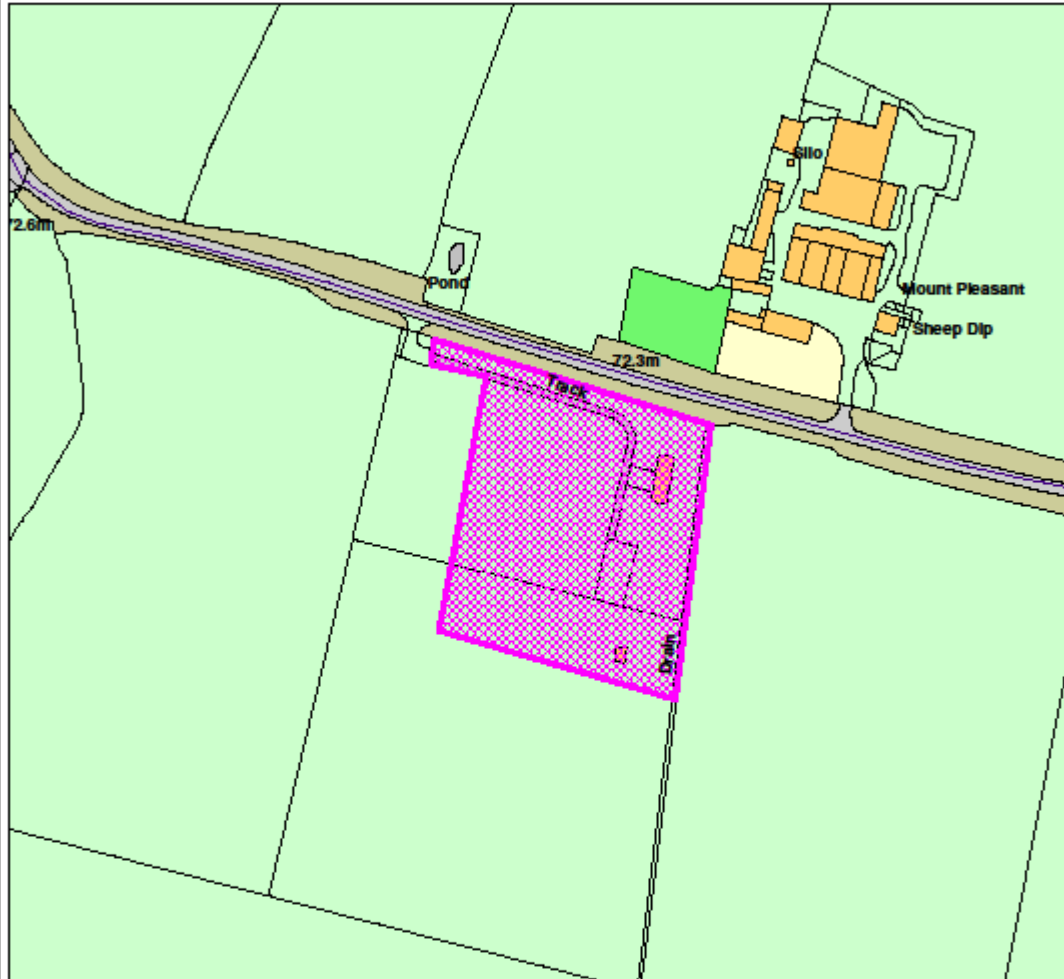 Silo
72.6m
Pond
Mount Pleasant
Sheep Dip
72.3m
Track
Drain